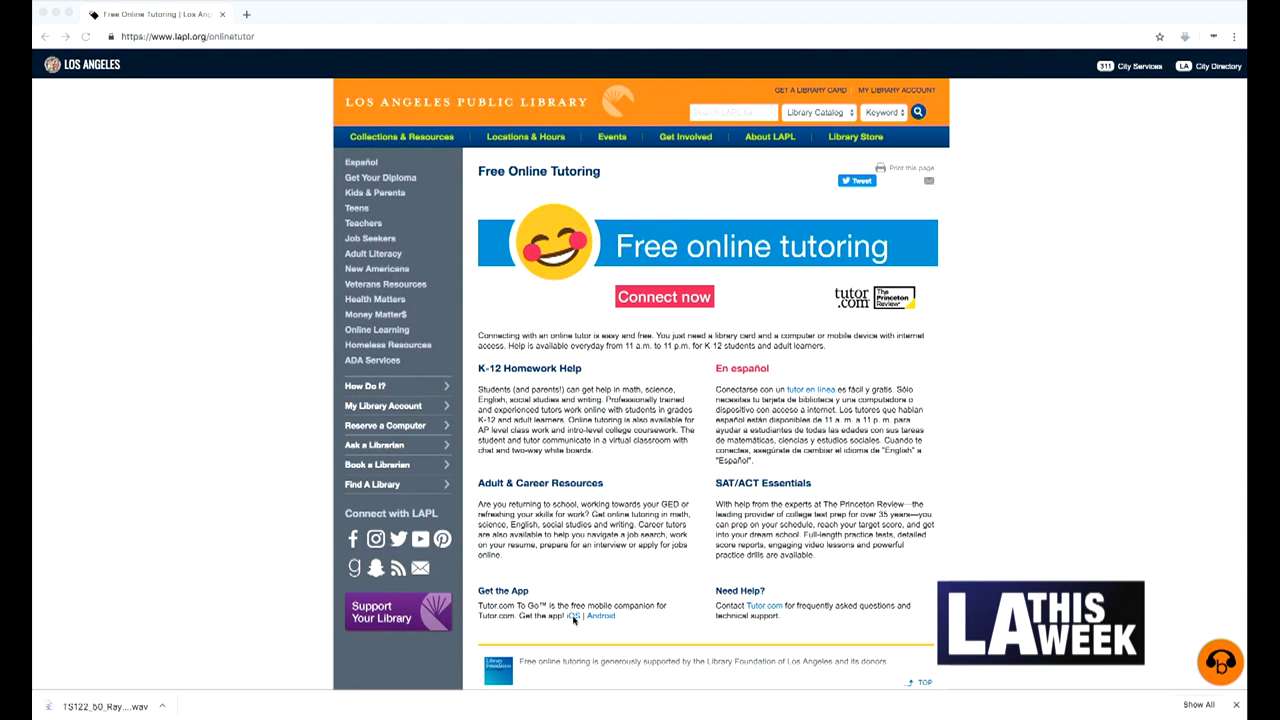 Free Online Tutoring | Los Ang
https://www.lapl.org/onlinetutor
LOS ANGELES
311 City Services
LA City Directory
GET A LIBRARY CARD
MY LIBRARY ACCOUNT
LOS ANGELES PUBLIC LIBRARY
Search LAPL for
Library Catalog
Keyword
Collections & Resources
Locations & Hours
Events
Get Involved
About LAPL
Library Store
Español
Get Your Diploma
Kids & Parents
Teens
Teachers
Job Seekers
Adult Literacy
New Americans
Veterans Resources
Health Matters
Money Matter$
Online Learning
Homeless Resources
ADA Services
How Do I?
My Library Account
Reserve a Computer
Ask a Librarian
Book a Librarian
Find A Library
Connect with LAPL
Support
Your Library
Free Online Tutoring
Print this page
Tweet
Free online tutoring
Connect now
tutor.com
The Princeton Review
Connecting with an online tutor is easy and free. You just need a library card and a computer or mobile device with internet
access. Help is available everyday from 11 a.m. to 11 p.m. for K-12 students and adult learners.
K-12 Homework Help
Students (and parents!) can get help in math, science,
English, social studies and writing. Professionally trained
and experienced tutors work online with students in grades
K-12 and adult learners. Online tutoring is also available for
AP level class work and intro-level college coursework. The
student and tutor communicate in a virtual classroom with
chat and two-way white boards.
En español
Conectarse con un tutor en línea es fácil y gratis. Sólo
necesitas tu tarjeta de biblioteca y una computadora o
dispositivo con acceso a internet. Los tutores que hablan
español están disponibles de 11 a. m. a 11 p. m. para
ayudar a estudiantes de todas las edades con sus tareas
de matemáticas, ciencias y estudios sociales. Cuando te
conectes, asegúrate de cambiar el idioma de "English" a
"Español".
Adult & Career Resources
Are you returning to school, working towards your GED or
refreshing your skills for work? Get online tutoring in math,
science, English, social studies and writing. Career tutors
are also available to help you navigate a job search, work
on your resume, prepare for an interview or apply for jobs
online.
SAT/ACT Essentials
With help from the experts at The Princeton Review—the
leading provider of college test prep for over 35 years—you
can prep on your schedule, reach your target score, and get
into your dream school. Full-length practice tests, detailed
score reports, engaging video lessons and powerful
practice drills are available.
Get the App
Tutor.com To Go™ is the free mobile companion for
Tutor.com. Get the app! iOS | Android
Need Help?
Contact Tutor.com for frequently asked questions and
technical support.
Library Foundation
Free online tutoring is generously supported by the Library Foundation of Los Angeles and its donors
TOP
LA THIS WEEK
TS122_50_Ray....wav
Show All